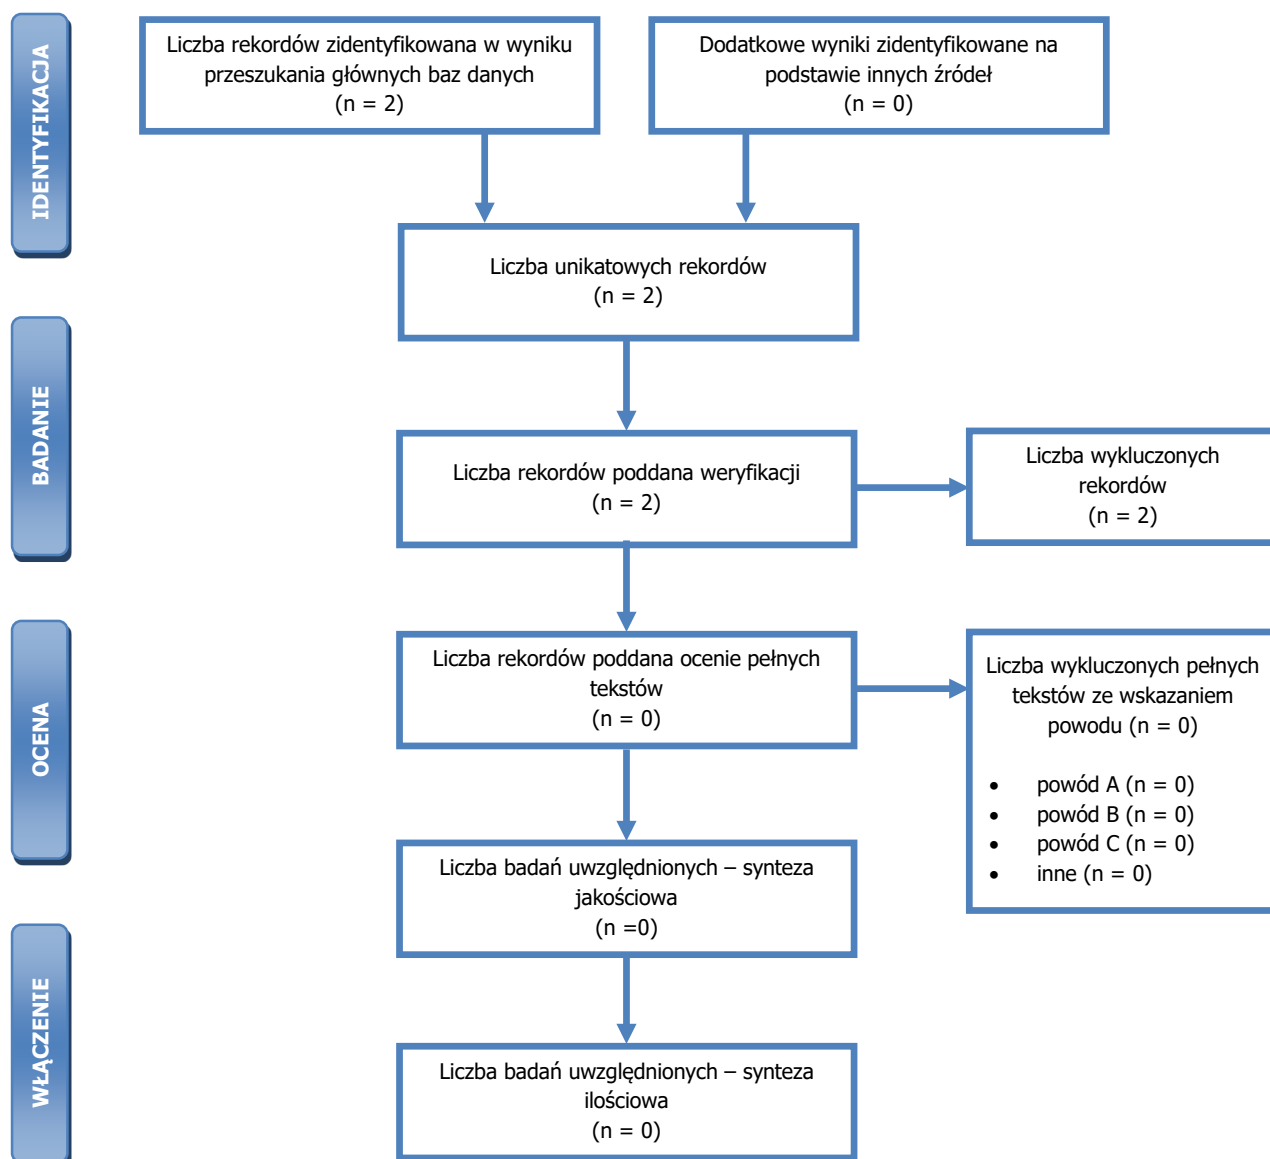 IDENTYFIKACJA
Liczba rekordów zidentyfikowana w wyniku
przeszukania głównych baz danych
(n = 2)
Dodatkowe wyniki zidentyfikowane na
podstawie innych źródeł
(n = 0)
Liczba unikatowych rekordów
(n = 2)
BADANIE
Liczba rekordów poddana weryfikacji
(n = 2)
Liczba wykluczonych
rekordów
(n = 2)
OCENA
Liczba rekordów poddana ocenie pełnych
tekstów
(n = 0)
Liczba wykluczonych pełnych
tekstów ze wskazaniem
powodu (n = 0)
• powód A (n = 0)
• powód B (n = 0)
• powód C (n = 0)
• inne (n = 0)
Liczba badań uwzględnionych – synteza
jakościowa
(n =0)
WŁĄCZENIE
Liczba badań uwzględnionych – synteza
ilościowa
(n = 0)